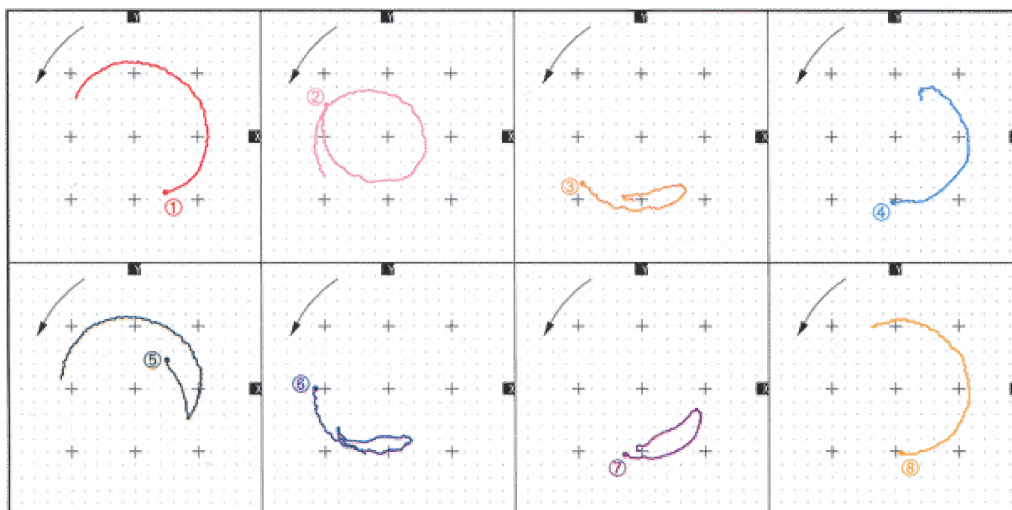 Y Y Y Y
② 
① ③ ④ X X X X
Y Y Y Y
⑤ ⑥ ⑦ ⑧ X X X X